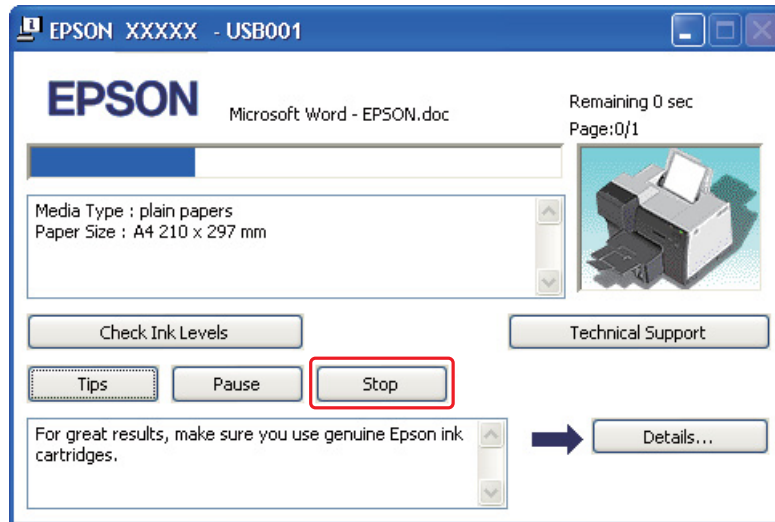 EPSON XXXXX - USB001
EPSON
Microsoft Word - EPSON.doc
Remaining 0 sec
Page:0/1
Media Type : plain papers
Paper Size : A4 210 x 297 mm
Check Ink Levels
Technical Support
Tips
Pause
Stop
For great results, make sure you use genuine Epson ink
cartridges.
Details...